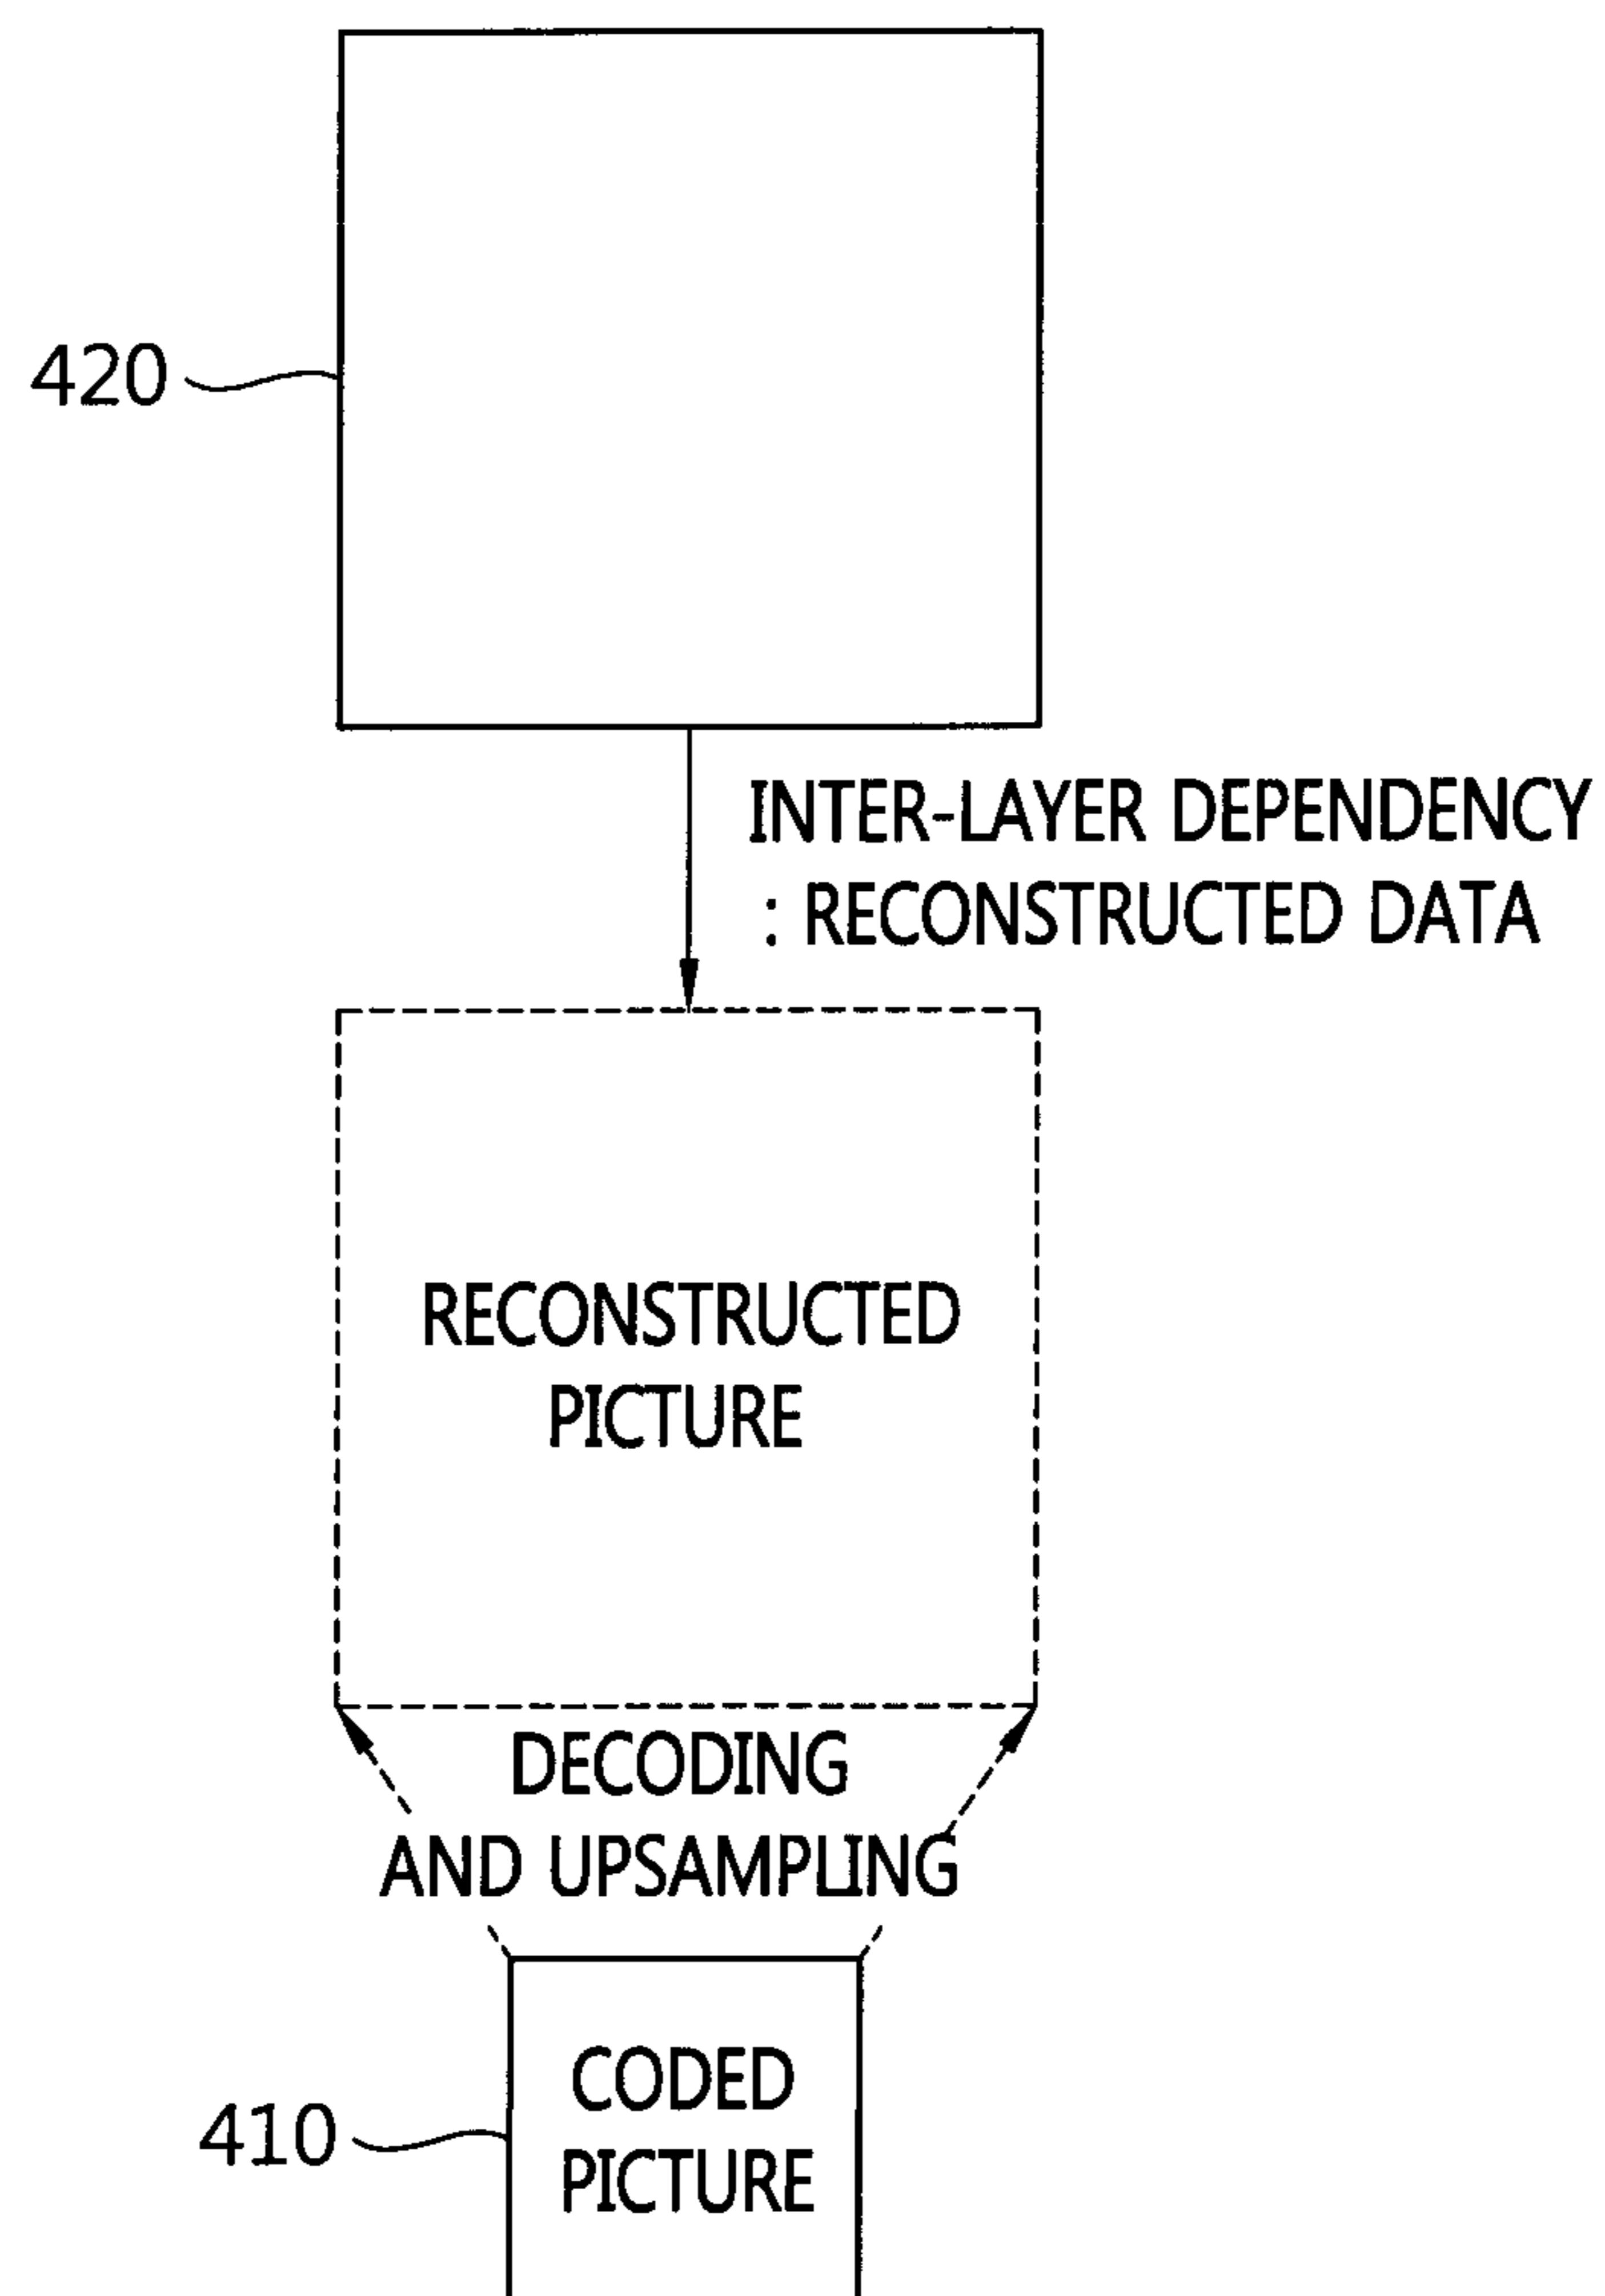 420
INTER-LAYER DEPENDENCY
: RECONSTRUCTED DATA
RECONSTRUCTED
PICTURE
DECODING
AND UPSAMPLING
CODED
PICTURE
410